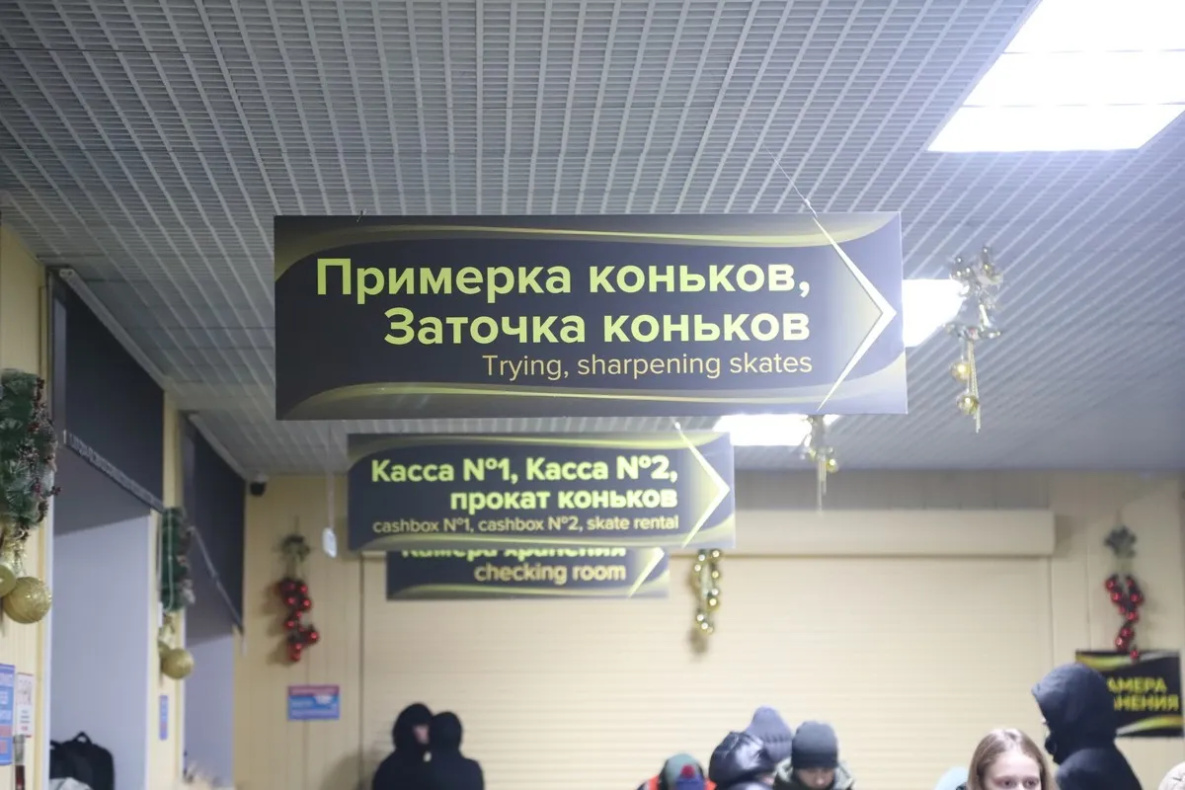 Примерка коньков,
Заточка коньков
Trying, sharpening skates
Касса №1, Касса №2,
прокат коньков
cashbox №1, cashbox №2, skate rental
Камера хранения
checking room